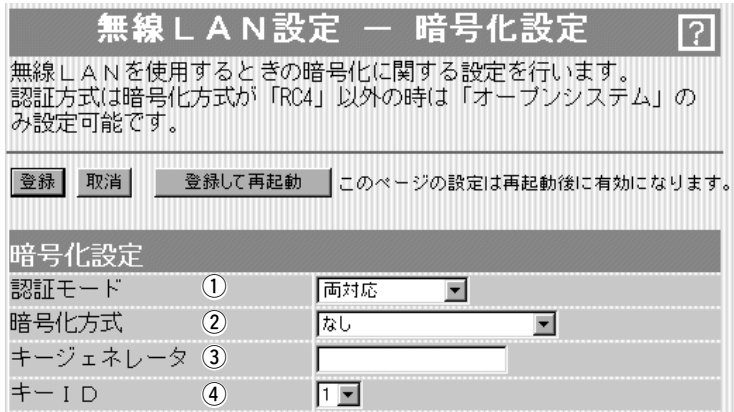 無線ＬＡＮ設定 － 暗号化設定 ?
無線ＬＡＮを使用するときの暗号化に関する設定を行います。
認証方式は暗号化方式が「RC4」以外の時は「オープンシステム」の
み設定可能です。
登録 取消 登録して再起動 このページの設定は再起動後に有効になります。
暗号化設定
認証モード ① 両対応
暗号化方式 ② なし
キージェネレータ ③
キーＩＤ ④ 1